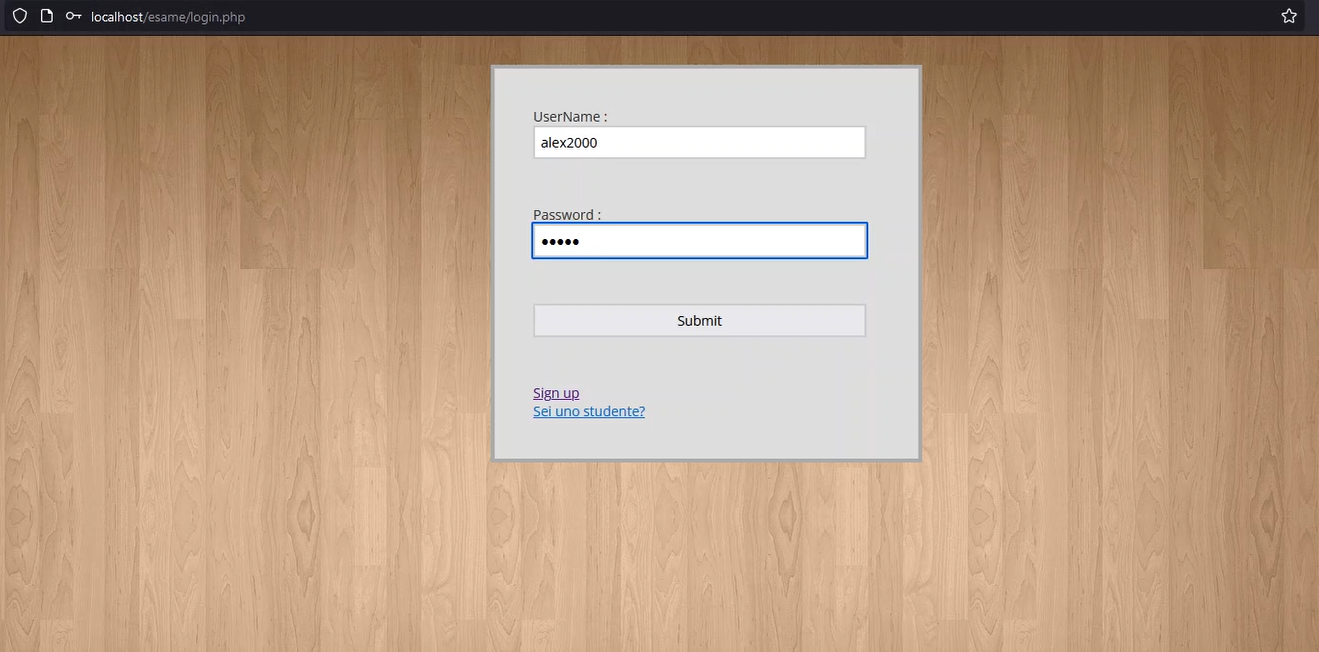 localhost/esame/login.php
UserName :
alex2000
Password :
•••••
Submit
Sign up
Sei uno studente?